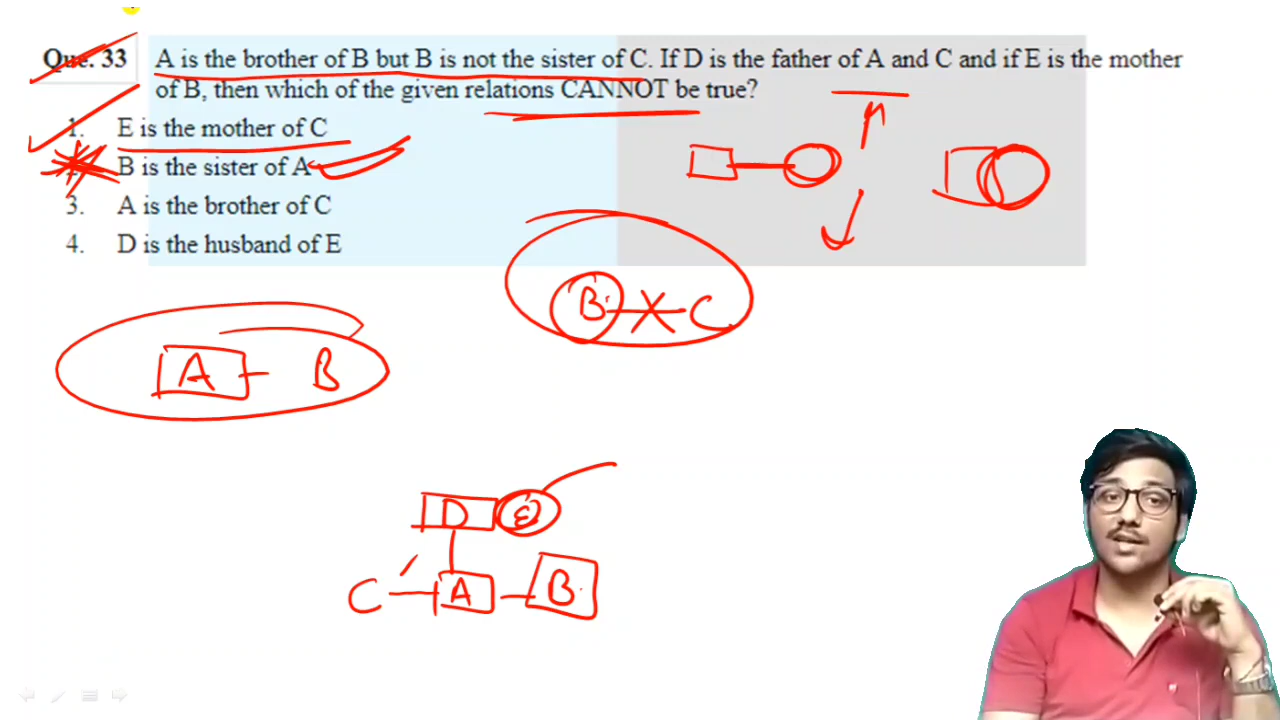 Que. 33 A is the brother of B but B is not the sister of C. If D is the father of A and C and if E is the mother
of B, then which of the given relations CANNOT be true?
1. E is the mother of C
2. B is the sister of A
3. A is the brother of C
4. D is the husband of E
B C
A B
D E
C A B